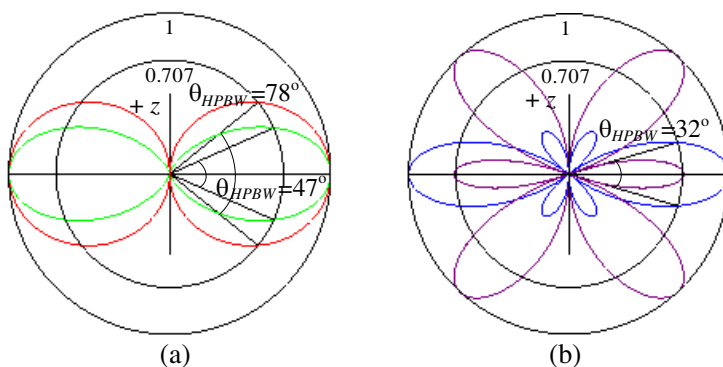 1
0.707
+ z
θHPBW=78°
θHPBW=47°
(a)
1
0.707
+ z
θHPBW=32°
(b)